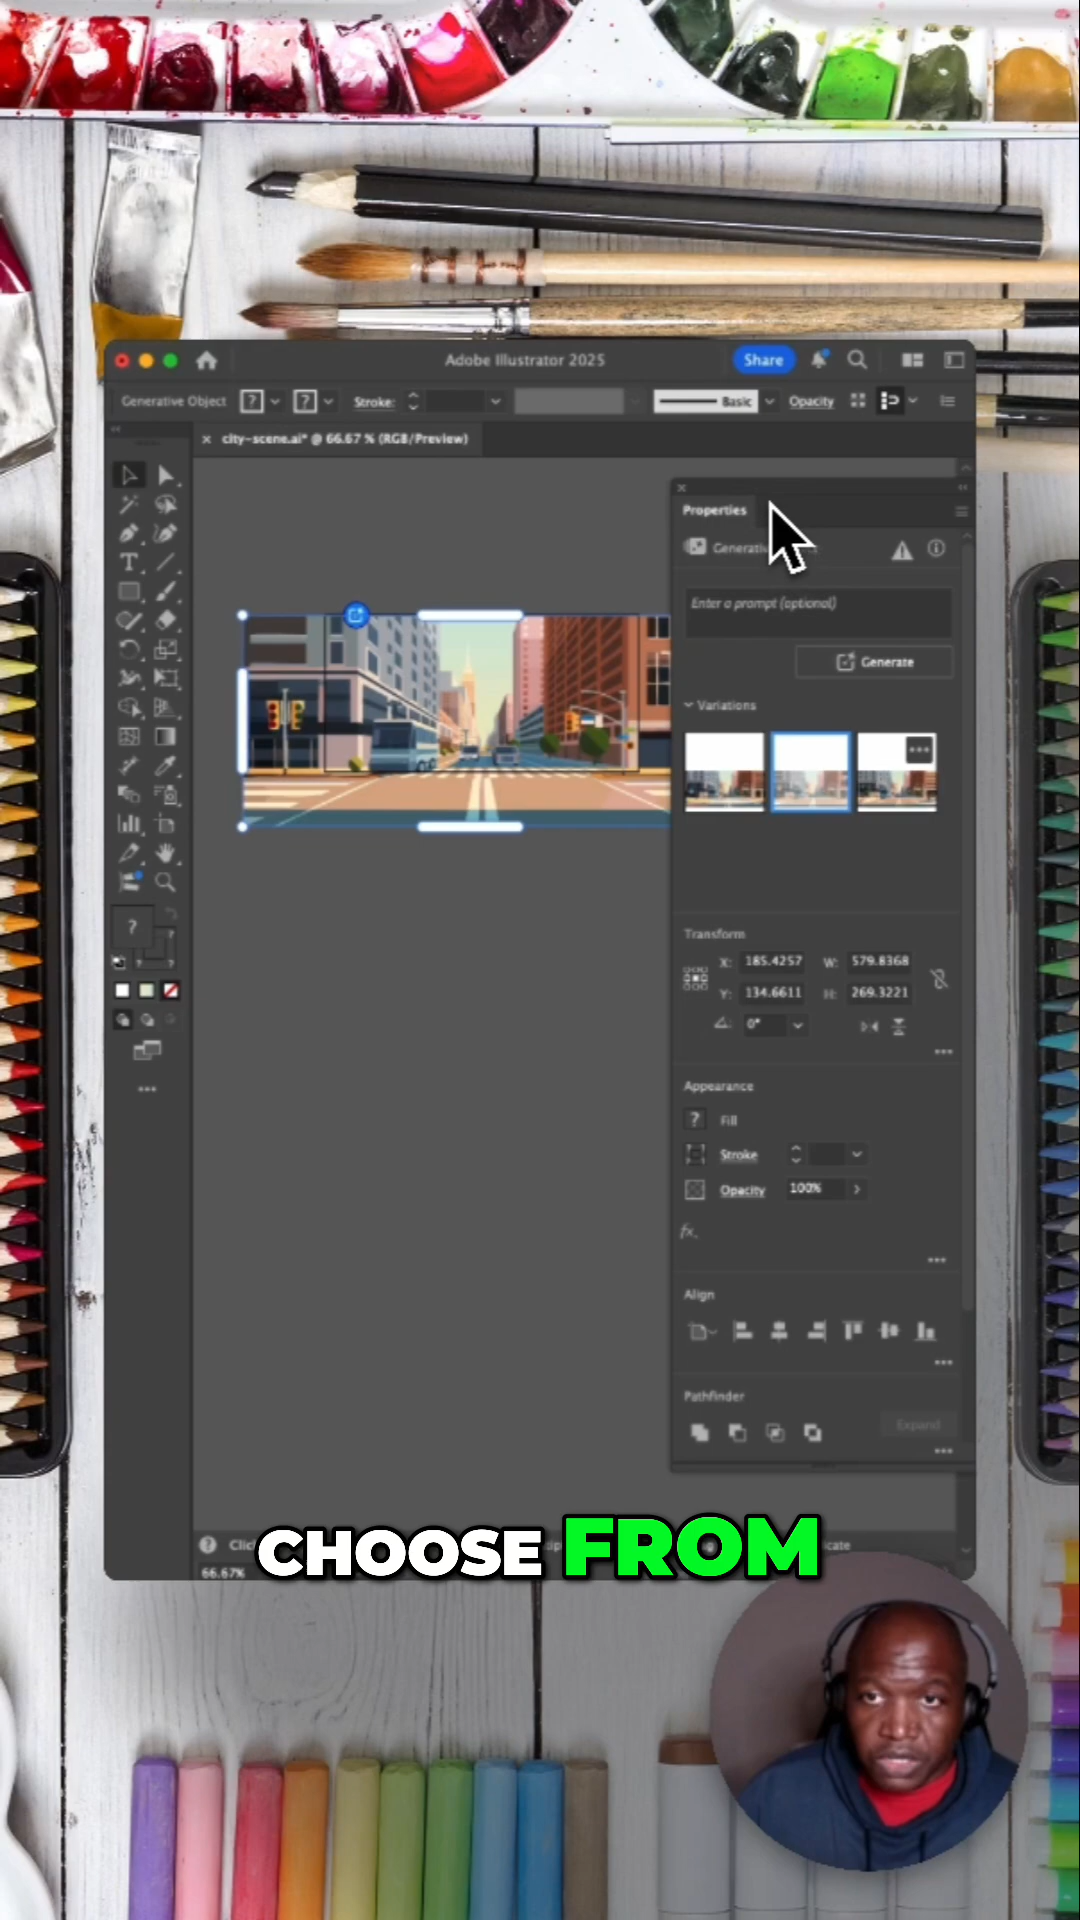 Adobe Illustrator 2025
Share
Generative Object
?
?
Stroke:
Basic
Opacity
× city-scene.ai* @ 66.67 % (RGB/Preview)
Properties
Enter a prompt (optional)
Generate
Variations
Transform
X: 185.4257 W: 579.8368
Y: 134.6611 H: 269.3221
0°
Appearance
? Fill
Stroke
Opacity 100%
fx.
Align
Pathfinder
Expand
CHOOSE FROM
66.67%